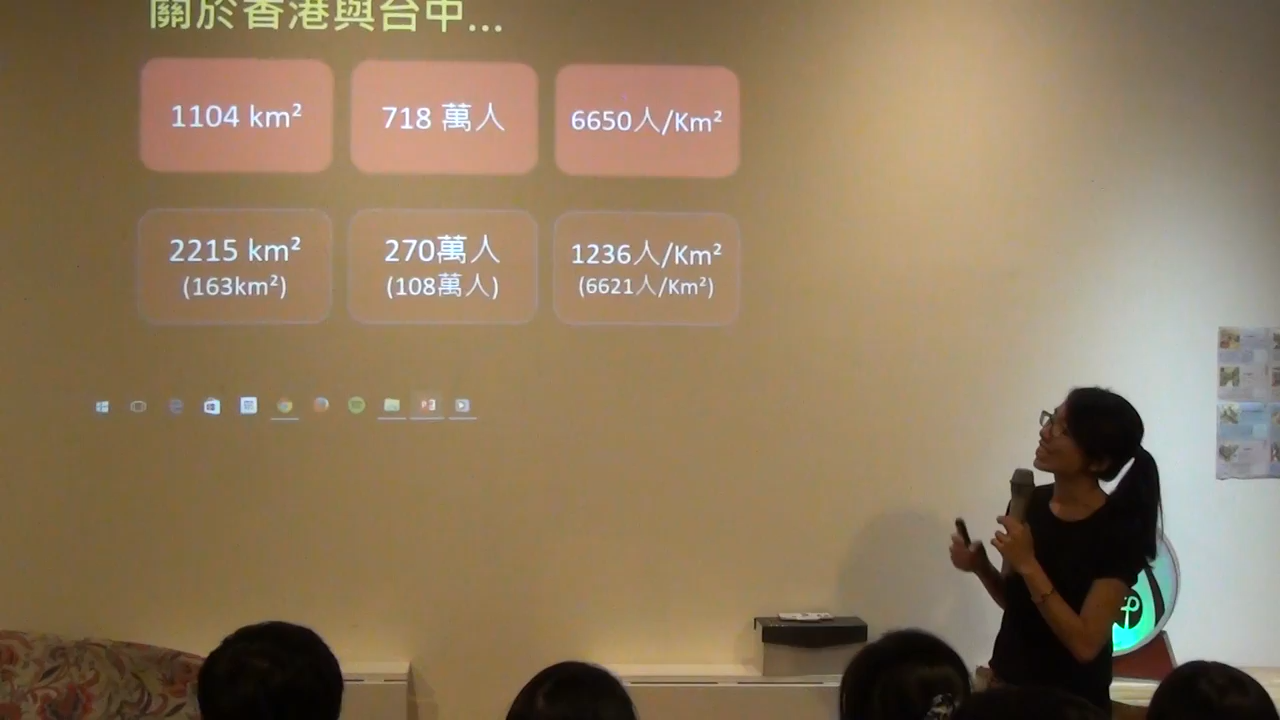 關於香港與台中...
1104 km²
718 萬人
6650人/Km²
2215 km²
(163km²)
270萬人
(108萬人)
1236人/Km²
(6621人/Km²)